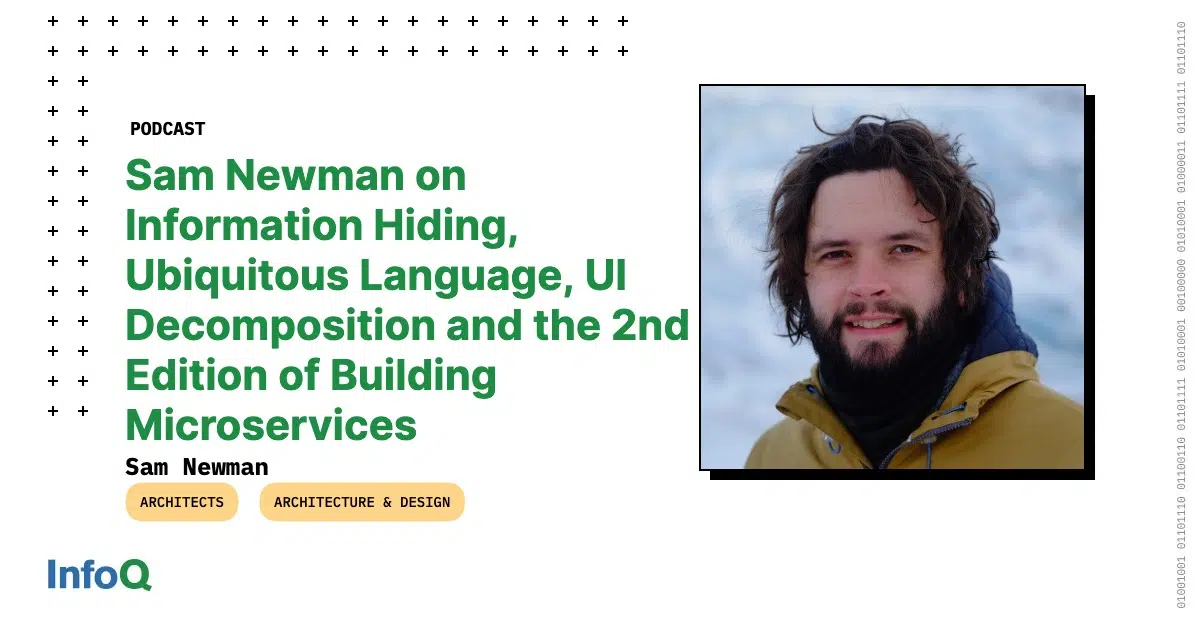 PODCAST
Sam Newman on
Information Hiding,
Ubiquitous Language, UI
Decomposition and the 2nd
Edition of Building
Microservices
Sam Newman
ARCHITECTS
ARCHITECTURE & DESIGN
InfoQ
01001001 01101110 01100110 01101111 01010001 00100000 01010001 01000011 01101111 01101110